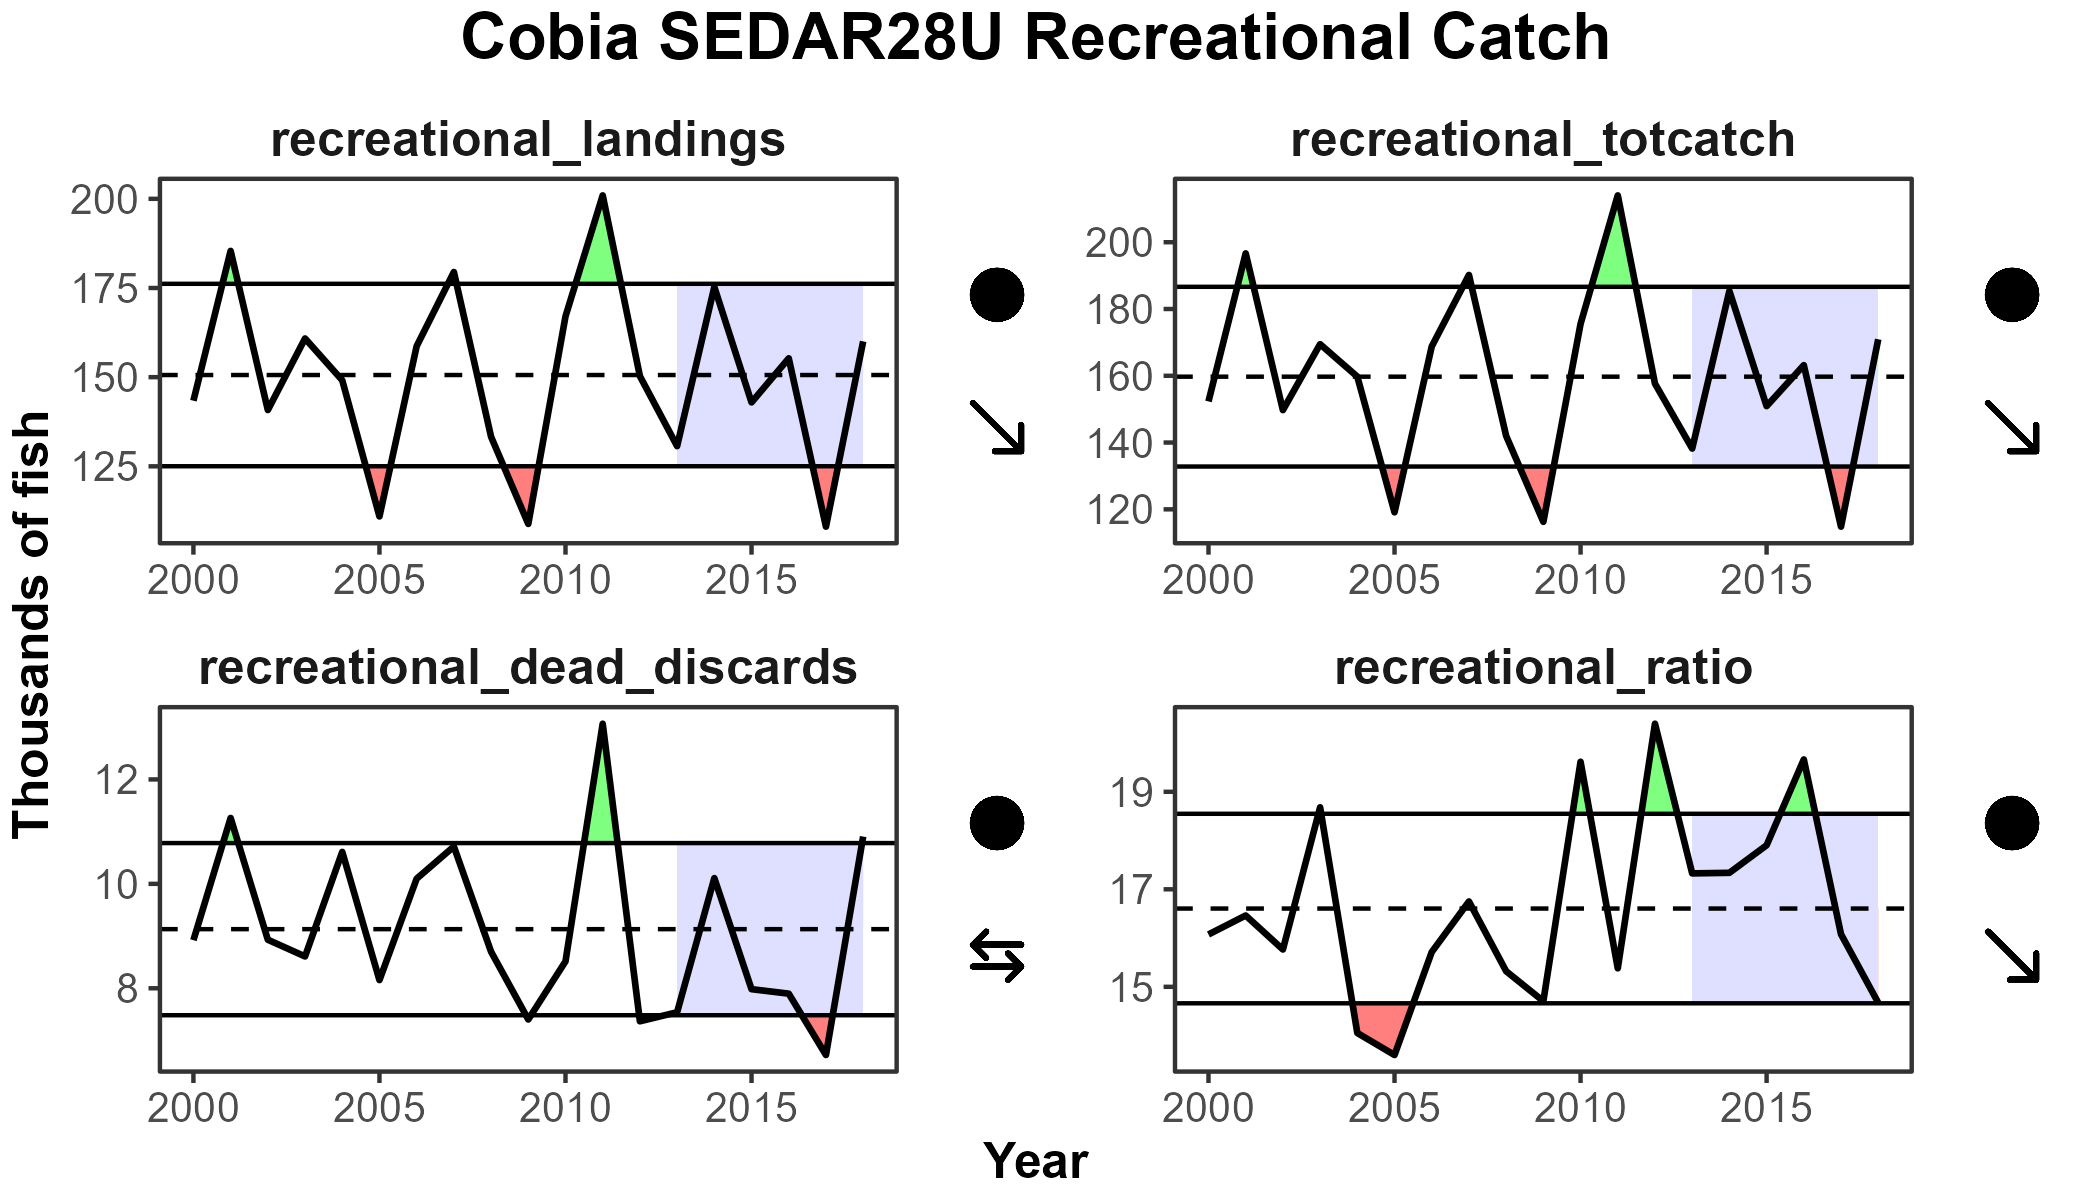 Cobia SEDAR28U Recreational Catch
recreational_landings
200
175
150
125
2000 2005 2010 2015
recreational_totcatch
200
180
160
140
120
2000 2005 2010 2015
Thousands of fish
recreational_dead_discards
12
10
8
2000 2005 2010 2015
recreational_ratio
19
17
15
2000 2005 2010 2015
Year